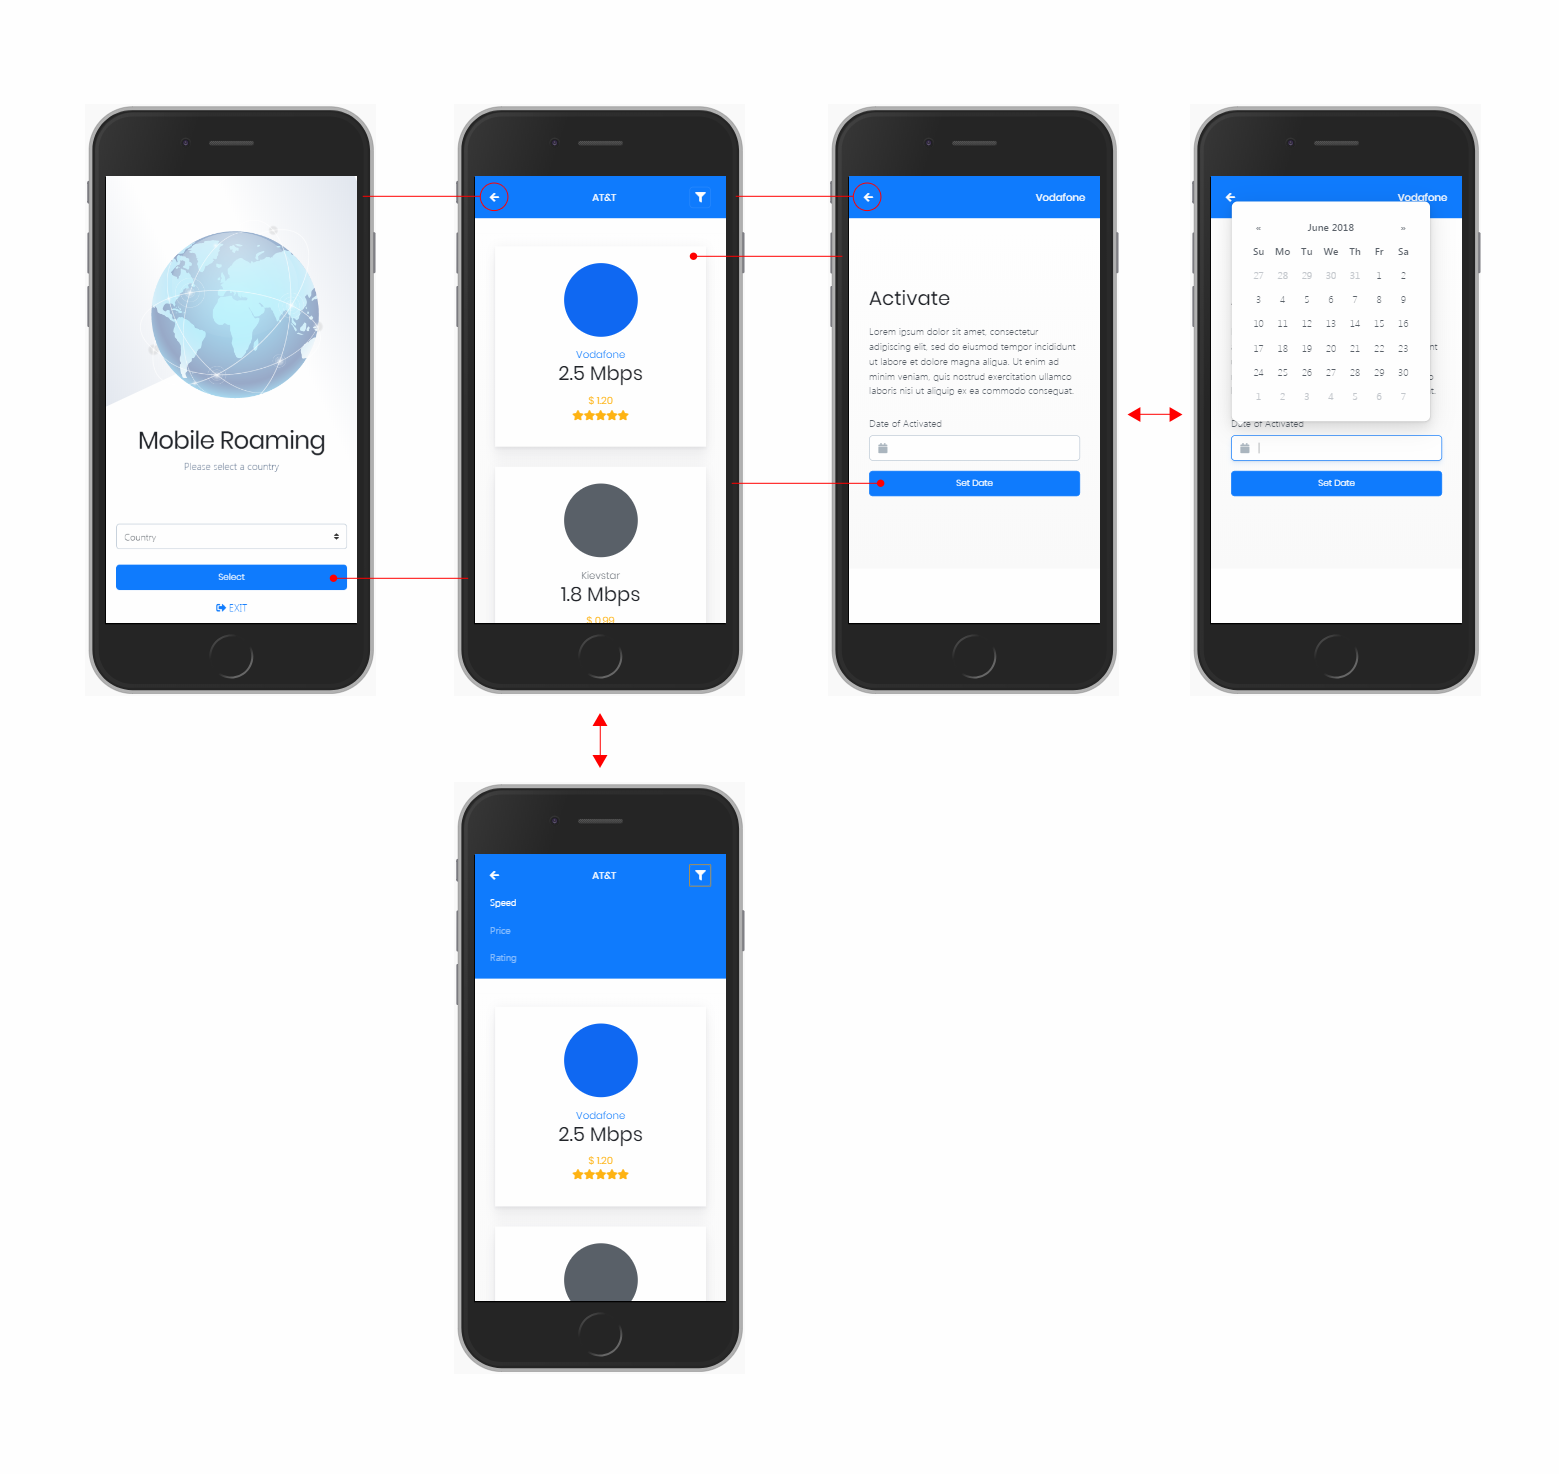 Mobile Roaming
Please select a country
Country
Select
EXIT
AT&T
Vodafone
2.5 Mbps
$ 1.20
Kievstar
1.8 Mbps
$ 0.99
Vodafone
Activate
Lorem ipsum dolor sit amet, consectetur
adipiscing elit, sed do eiusmod tempor incididunt
ut labore et dolore magna aliqua. Ut enim ad
minim veniam, quis nostrud exercitation ullamco
laboris nisi ut aliquip ex ea commodo consequat.
Date of Activated
Set Date
Vodafone
« June 2018 »
Su Mo Tu We Th Fr Sa
27 28 29 30 31 1 2
3 4 5 6 7 8 9
10 11 12 13 14 15 16
17 18 19 20 21 22 23
24 25 26 27 28 29 30
1 2 3 4 5 6 7
Date of Activated
Set Date
AT&T
Speed
Price
Rating
Vodafone
2.5 Mbps
$ 1.20